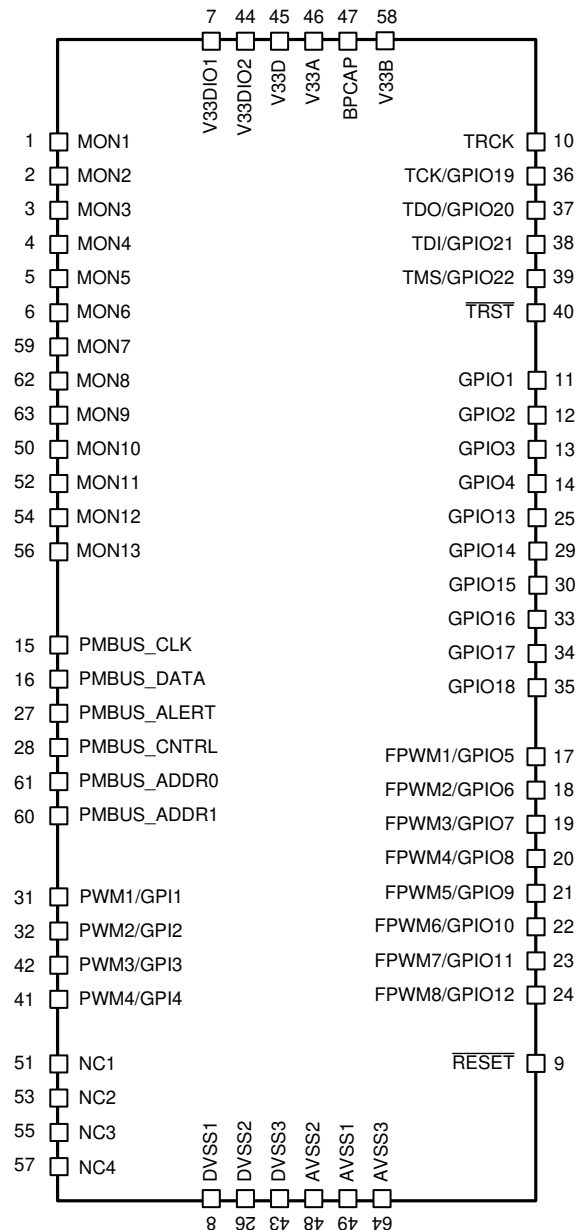 7 44 45 46 47 58
V33DIO1 V33DIO2 V33D V33A BPCAP V33B
1 MON1
2 MON2
3 MON3
4 MON4
5 MON5
6 MON6
59 MON7
62 MON8
63 MON9
50 MON10
52 MON11
54 MON12
56 MON13
15 PMBUS_CLK
16 PMBUS_DATA
27 PMBUS_ALERT
28 PMBUS_CNTRL
61 PMBUS_ADDR0
60 PMBUS_ADDR1
31 PWM1/GPI1
32 PWM2/GPI2
42 PWM3/GPI3
41 PWM4/GPI4
51 NC1
53 NC2
55 NC3
57 NC4
TRCK 10
TCK/GPIO19 36
TDO/GPIO20 37
TDI/GPIO21 38
TMS/GPIO22 39
TRST 40
GPIO1 11
GPIO2 12
GPIO3 13
GPIO4 14
GPIO13 25
GPIO14 29
GPIO15 30
GPIO16 33
GPIO17 34
GPIO18 35
FPWM1/GPIO5 17
FPWM2/GPIO6 18
FPWM3/GPIO7 19
FPWM4/GPIO8 20
FPWM5/GPIO9 21
FPWM6/GPIO10 22
FPWM7/GPIO11 23
FPWM8/GPIO12 24
RESET 9
DVSS1 DVSS2 DVSS3 AVSS2 AVSS1 AVSS3
8 26 43 48 49 64